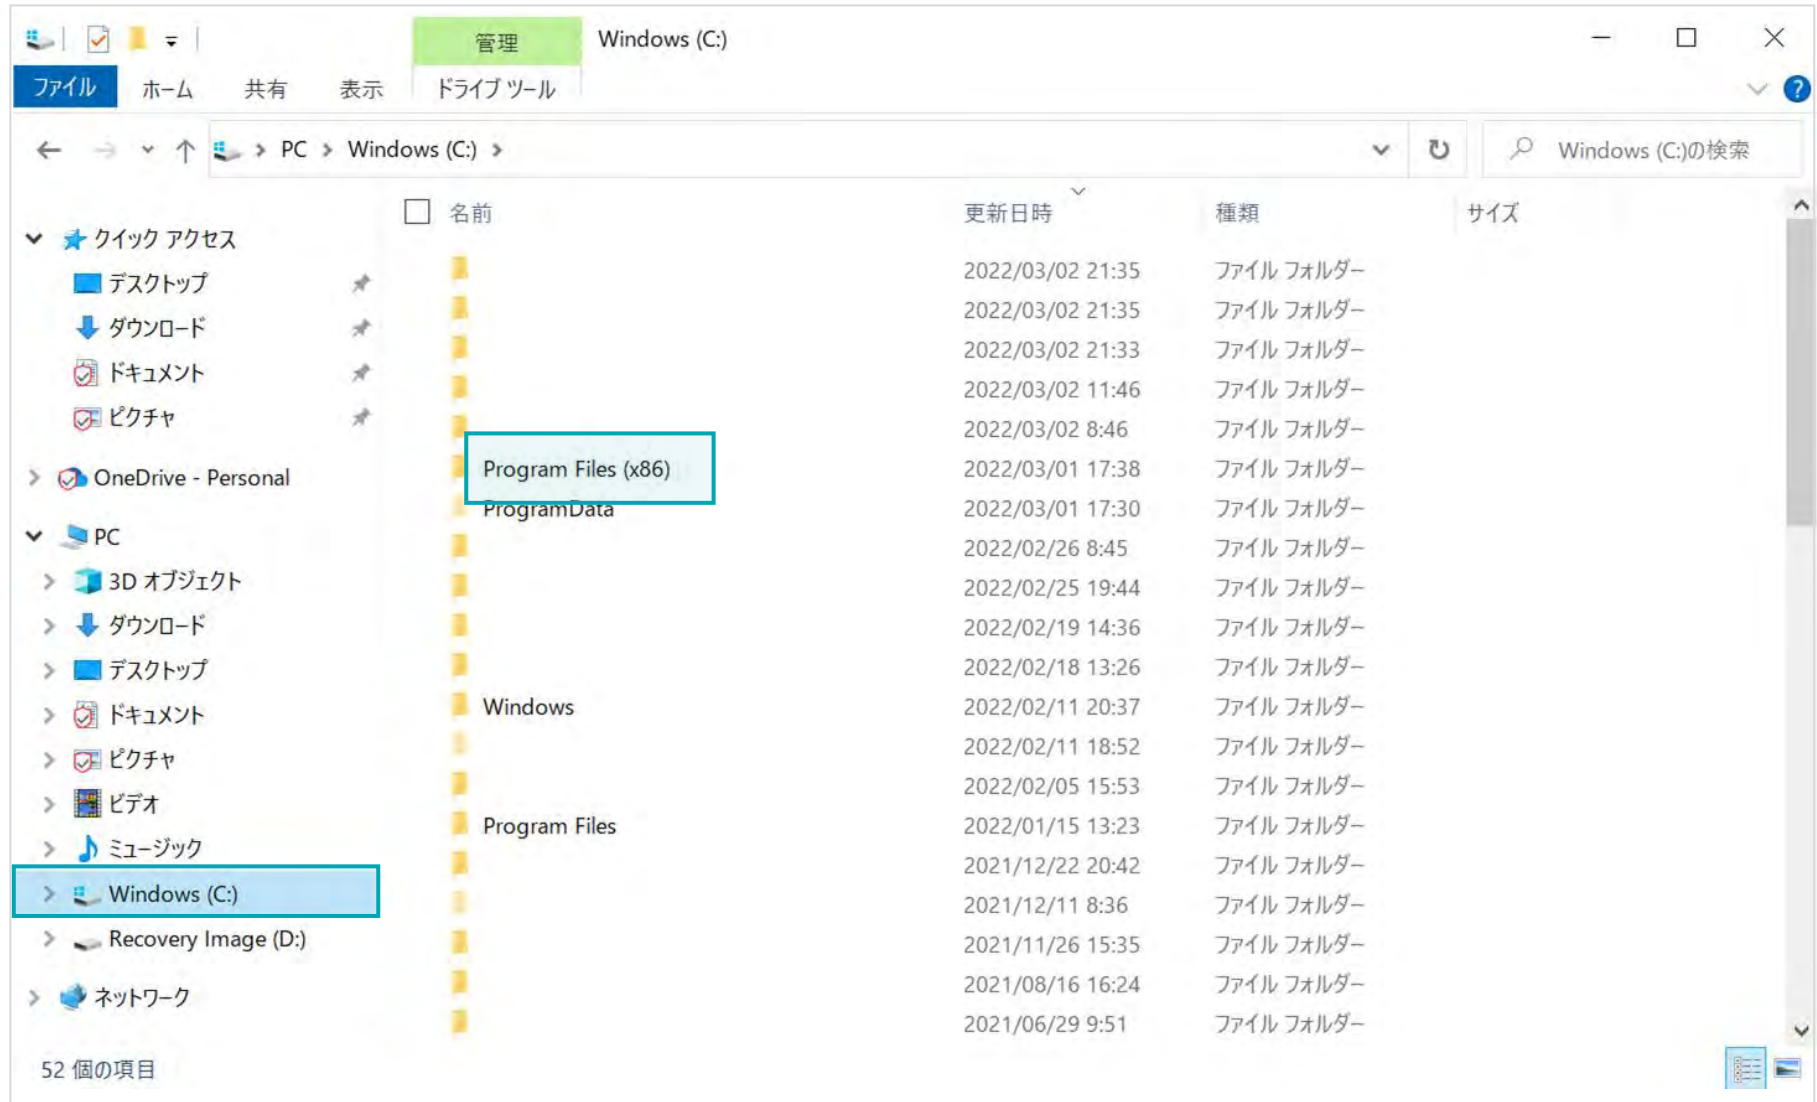 管理 Windows (C:)
ファイル ホーム 共有 表示 ドライブ ツール
PC Windows (C:) Windows (C:)の検索
名前 更新日時 種類 サイズ
クイック アクセス
デスクトップ
ダウンロード
ドキュメント
ピクチャ
OneDrive - Personal
PC
3D オブジェクト
ダウンロード
デスクトップ
ドキュメント
ピクチャ
ビデオ
ミュージック
Windows (C:)
Recovery Image (D:)
ネットワーク
2022/03/02 21:35 ファイル フォルダー
2022/03/02 21:35 ファイル フォルダー
2022/03/02 21:33 ファイル フォルダー
2022/03/02 11:46 ファイル フォルダー
2022/03/02 8:46 ファイル フォルダー
Program Files (x86) 2022/03/01 17:38 ファイル フォルダー
ProgramData 2022/03/01 17:30 ファイル フォルダー
2022/02/26 8:45 ファイル フォルダー
2022/02/25 19:44 ファイル フォルダー
2022/02/19 14:36 ファイル フォルダー
2022/02/18 13:26 ファイル フォルダー
Windows 2022/02/11 20:37 ファイル フォルダー
2022/02/11 18:52 ファイル フォルダー
2022/02/05 15:53 ファイル フォルダー
Program Files 2022/01/15 13:23 ファイル フォルダー
2021/12/22 20:42 ファイル フォルダー
2021/12/11 8:36 ファイル フォルダー
2021/11/26 15:35 ファイル フォルダー
2021/08/16 16:24 ファイル フォルダー
2021/06/29 9:51 ファイル フォルダー
52 個の項目